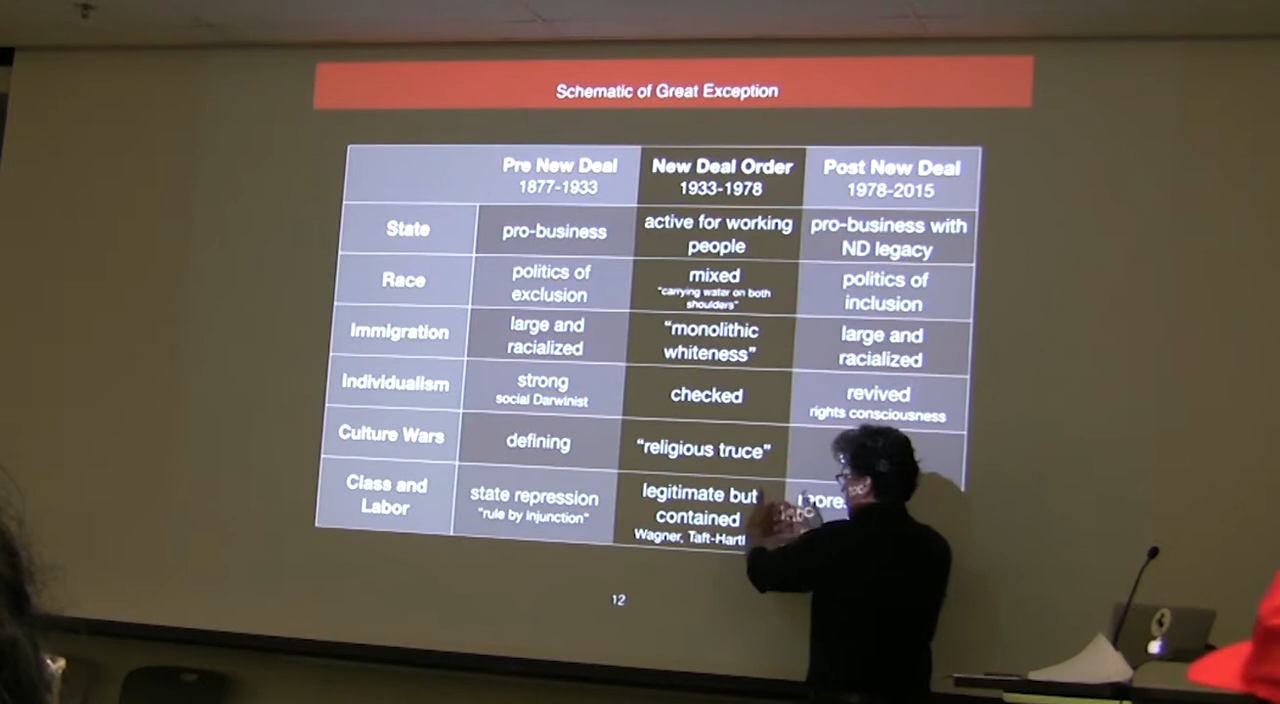 Schematic of Great Exception
Pre New Deal
1877-1933
New Deal Order
1933-1978
Post New Deal
1978-2015
State
pro-business
active for working
people
pro-business with
ND legacy
Race
politics of
exclusion
mixed
"carrying water on both
shoulders"
politics of
inclusion
Immigration
large and
racialized
"monolithic
whiteness"
large and
racialized
Individualism
strong
social Darwinist
checked
revived
rights consciousness
Culture Wars
defining
"religious truce"
Class and
Labor
state repression
"rule by injunction"
legitimate but
contained
Wagner, Taft-Hartl
12